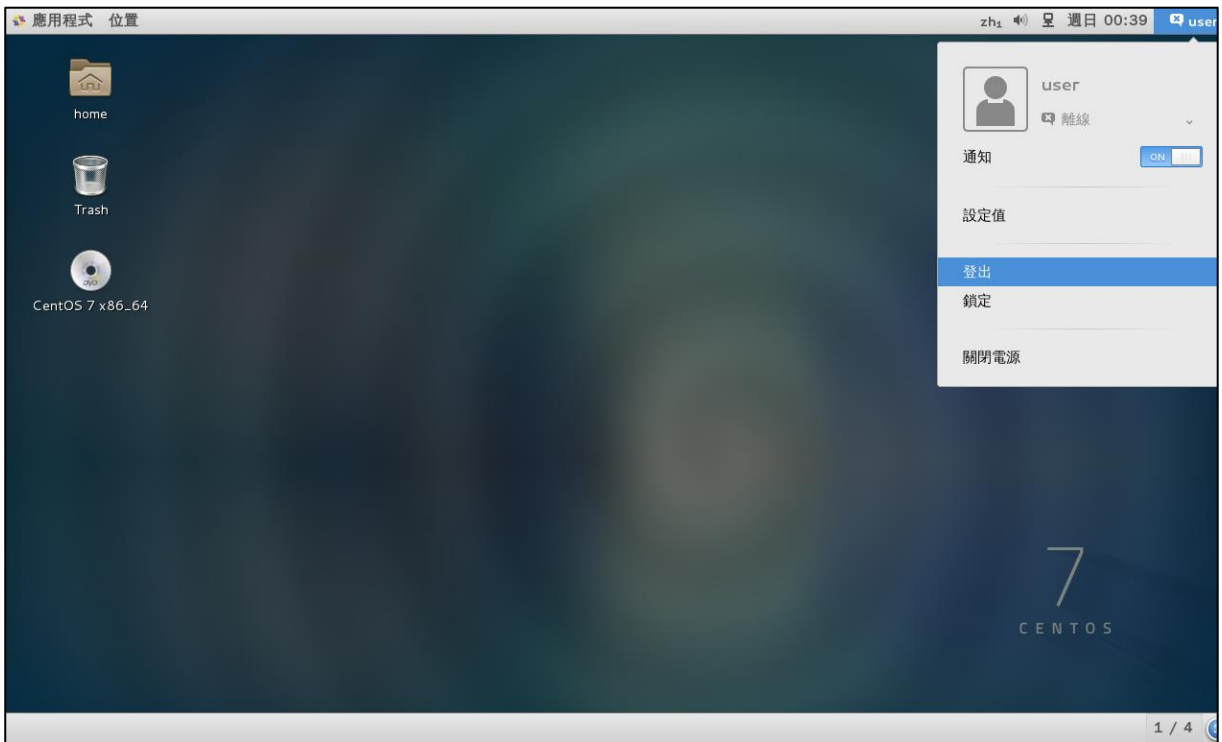 應用程式 位置 zh₁ 週日 00:39 user
home
Trash
CentOS 7 x86_64
user
離線
通知 ON
設定值
登出
鎖定
關閉電源
7
CENTOS
1 / 4